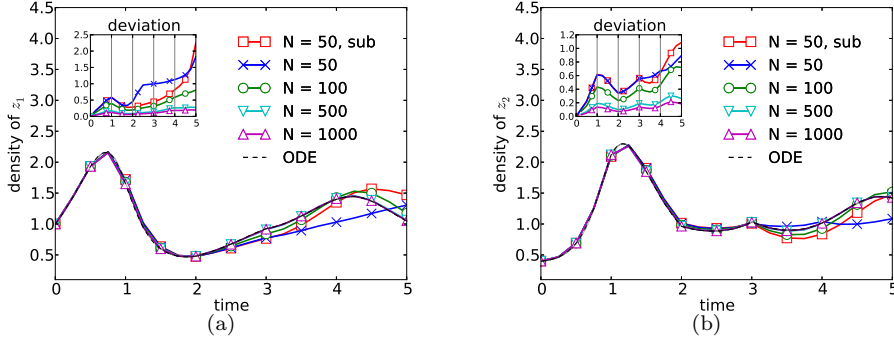 4.5
4.0
3.5
3.0
2.5
2.0
1.5
1.0
0.5
density of z₁
0
1
2
3
4
5
time
deviation
2.5
2.0
1.5
1.0
0.5
0.0
0
1
2
3
4
5
N = 50, sub
N = 50
N = 100
N = 500
N = 1000
ODE
(a)
4.5
4.0
3.5
3.0
2.5
2.0
1.5
1.0
0.5
density of z₂
0
1
2
3
4
5
time
deviation
1.2
1.0
0.8
0.6
0.4
0.2
0.0
0
1
2
3
4
5
N = 50, sub
N = 50
N = 100
N = 500
N = 1000
ODE
(b)